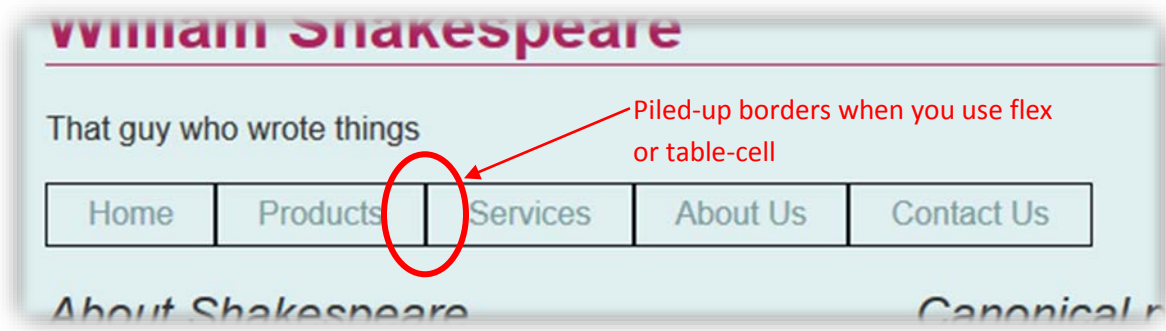 William Shakespeare
That guy who wrote things
Piled-up borders when you use flex
or table-cell
Home Products Services About Us Contact Us
About Shakespeare Canonical